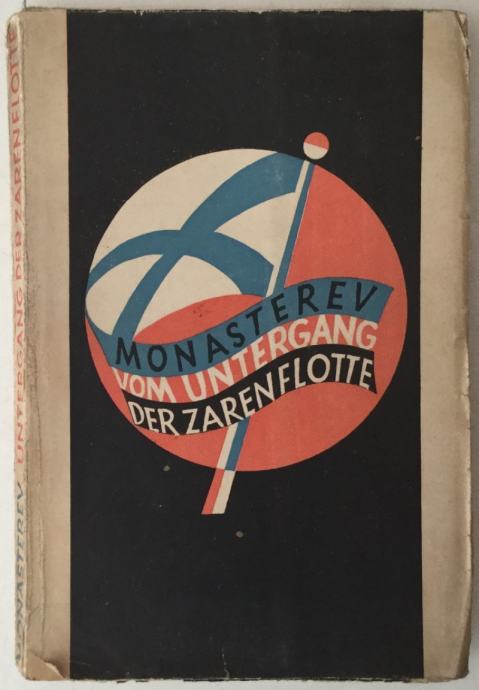 MONASTEREV
VOM UNTERGANG
DER ZARENFLOTTE
MONASTEREV UNTERGANG DER ZARENFLOTTE